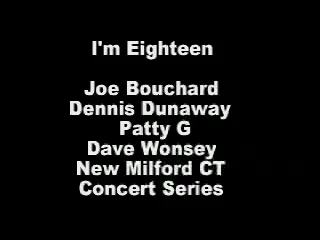 I'm Eighteen
Joe Bouchard
Dennis Dunaway
Patty G
Dave Wonsey
New Milford CT
Concert Series